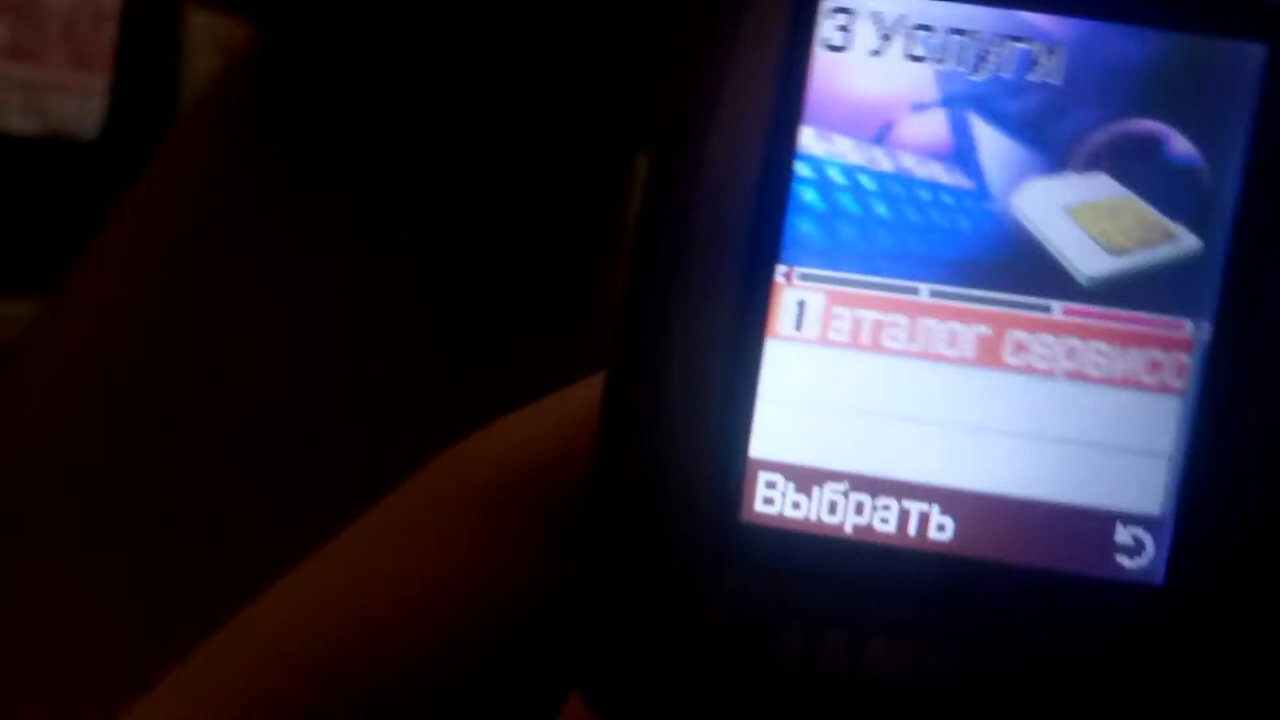 3 Услуги
1 аталог сервисо
Выбрать